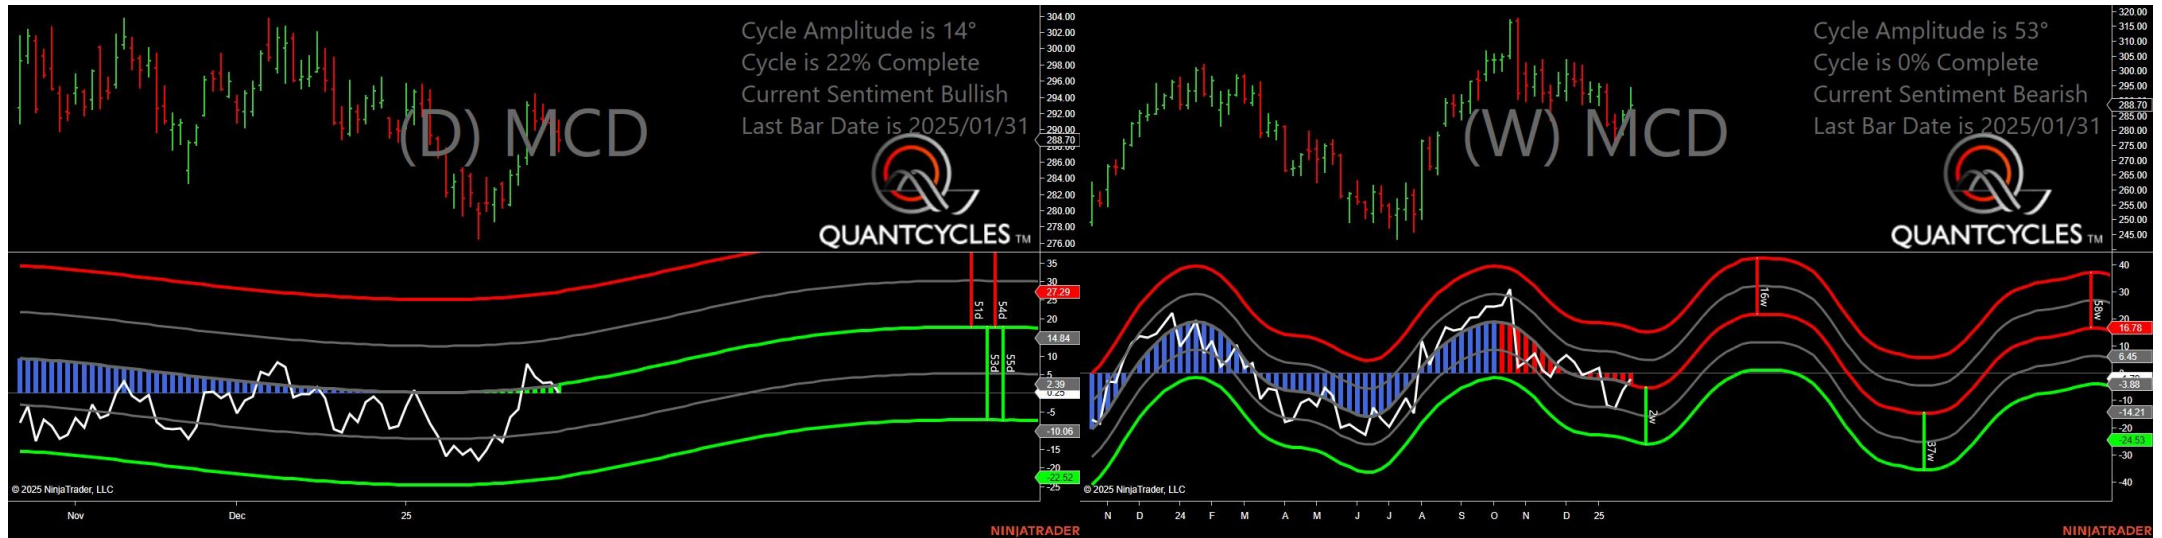 Cycle Amplitude is 14°
Cycle is 22% Complete
Current Sentiment Bullish
Last Bar Date is 2025/01/31
(D) MCD
QUANTCYCLES TM
304.00
302.00
300.00
298.00
296.00
294.00
292.00
290.00
288.70
286.00
284.00
282.00
280.00
278.00
276.00
35
30
27.29
25
20
14.84
10
5
2.39
0.25
-5
-10.06
-15
-20
-22.52
-25
51d
54d
53d
55d
© 2025 NinjaTrader, LLC
Nov
Dec
25
NINJATRADER
Cycle Amplitude is 53°
Cycle is 0% Complete
Current Sentiment Bearish
Last Bar Date is 2025/01/31
(W) MCD
QUANTCYCLES TM
320.00
315.00
310.00
305.00
300.00
295.00
288.70
285.00
280.00
275.00
270.00
265.00
260.00
255.00
250.00
245.00
40
30
20
16.78
6.45
-3.88
-10
-14.21
-20
-24.53
-30
-40
16w
58w
2w
37w
© 2025 NinjaTrader, LLC
N
D
24
F
M
A
M
J
J
A
S
O
N
D
25
NINJATRADER